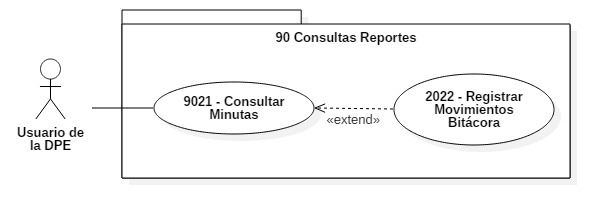 90 Consultas Reportes
9021 - Consultar
Minutas
2022 - Registrar
Movimientos
Bitácora
«extend»
Usuario de
la DPE